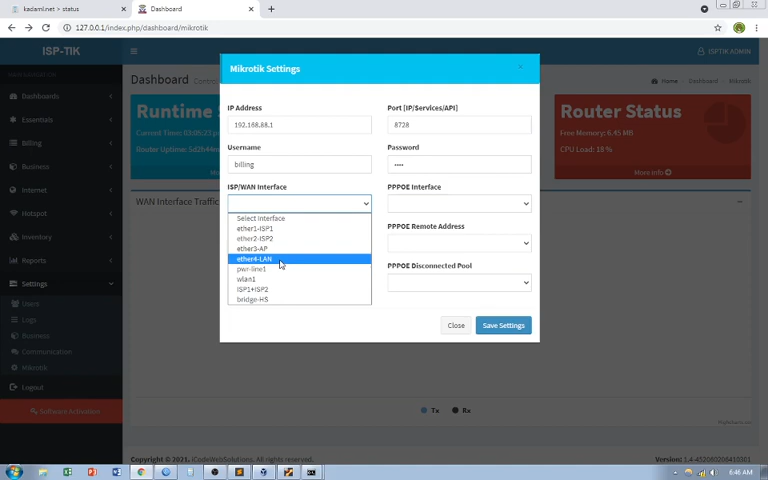 kadaml.net > status
Dashboard
127.0.0.1/index.php/dashboard/mikrotik
ISP-TIK
ISPTIK ADMIN
Dashboard
Home
Dashboard
Mikrotik
Dashboards
Essentials
Billing
Business
Internet
Hotspot
Inventory
Reports
Settings
Users
Logs
Business
Communication
Mikrotik
Logout
Software Activation
Runtime
Router Status
Free Memory: 6.45 MB
CPU Load: 18 %
More info
WAN Interface Traffic
Mikrotik Settings
×
IP Address
Port [IP/Services/API]
192.168.88.1
8728
Username
Password
billing
····
ISP/WAN Interface
PPPOE Interface
Select Interface
ether1-ISP1
ether2-ISP2
ether3-AP
ether4-LAN
pwr-line1
wlan1
ISP1+ISP2
bridge-HS
PPPOE Remote Address
PPPOE Disconnected Pool
Close
Save Settings
Tx
Rx
Copyright © 2021. iCodeWebSolutions. All rights reserved.
6:46 AM